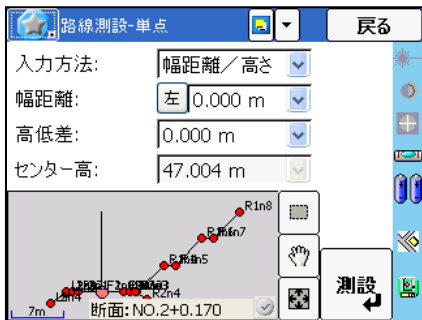 路線測設-単点
戻る
入力方法: 幅距離／高さ
幅距離: 左 0.000 m
高低差: 0.000 m
センター高: 47.004 m
R1n8
R2n4
7m
断面:NO.2+0.170
測設